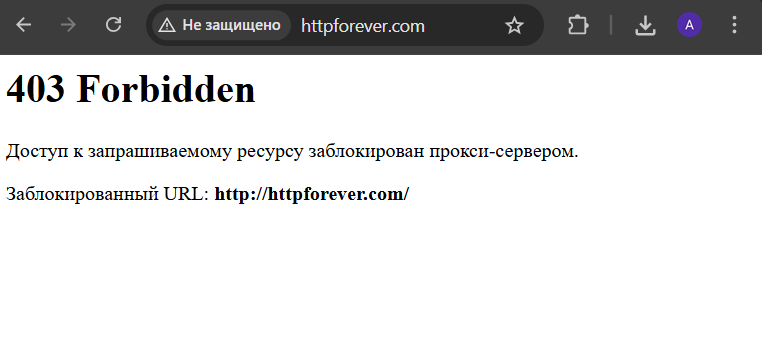 Не защищено httpforever.com A
403 Forbidden
Доступ к запрашиваемому ресурсу заблокирован прокси-сервером.
Заблокированный URL: http://httpforever.com/